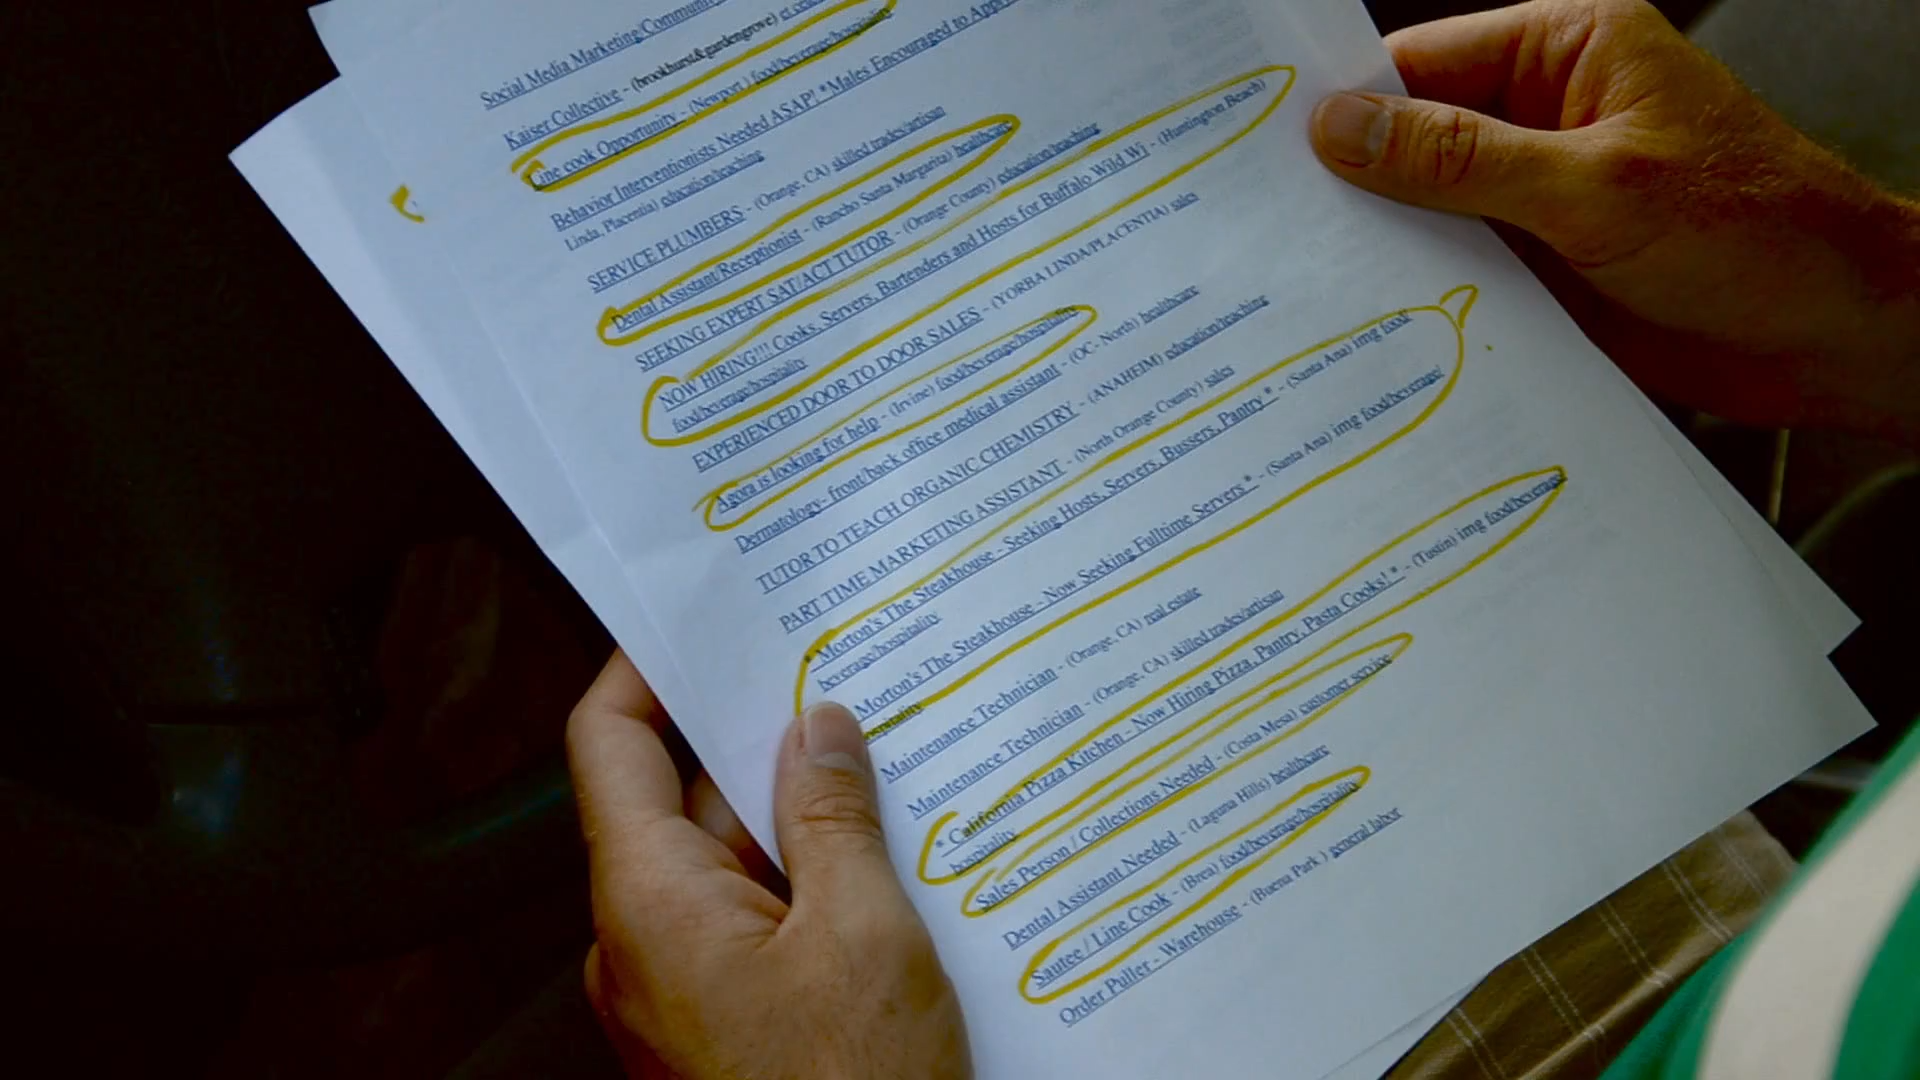 Social Media Marketing/Communi
Kaiser Collective - (brookhurst&gardengrove)
Line cook Opportunity - (Newport ) food/beverage/hospitality
Behavior Interventionists Needed ASAP! *Males Encouraged to Apply
Linda, Placentia) education/teaching
SERVICE PLUMBERS - (Orange, CA) skilled trades/artisan
Dental Assistant/Receptionist - (Rancho Santa Margarita) healthcare
SEEKING EXPERT SAT/ACT TUTOR - (Orange County) education/teaching
NOW HIRING!!! Cooks, Servers, Bartenders and Hosts for Buffalo Wild Wi - (Huntington Beach)
food/beverage/hospitality
EXPERIENCED DOOR TO DOOR SALES - (YORBA LINDA/PLACENTIA) sales
Agora is looking for help - (Irvine) food/beverage/hospitality
Dermatology- front/back office medical assistant - (OC- North) healthcare
TUTOR TO TEACH ORGANIC CHEMISTRY - (ANAHEIM) education/teaching
PART TIME MARKETING ASSISTANT - (North Orange County) sales
* Morton's The Steakhouse - Seeking Hosts, Servers, Bussers, Pantry * - (Santa Ana) img food/
beverage/hospitality
Morton's The Steakhouse - Now Seeking Fulltime Servers * - (Santa Ana) img food/beverage/
hospitality
Maintenance Technician - (Orange, CA) real estate
Maintenance Technician - (Orange, CA) skilled trades/artisan
* California Pizza Kitchen - Now Hiring Pizza, Pantry, Pasta Cooks! * - (Tustin) img food/beverage/
hospitality
Sales Person / Collections Needed - (Costa Mesa) customer service
Dental Assistant Needed - (Laguna Hills) healthcare
Sautee / Line Cook - (Brea) food/beverage/hospitality
Order Puller - Warehouse - (Buena Park ) general labor